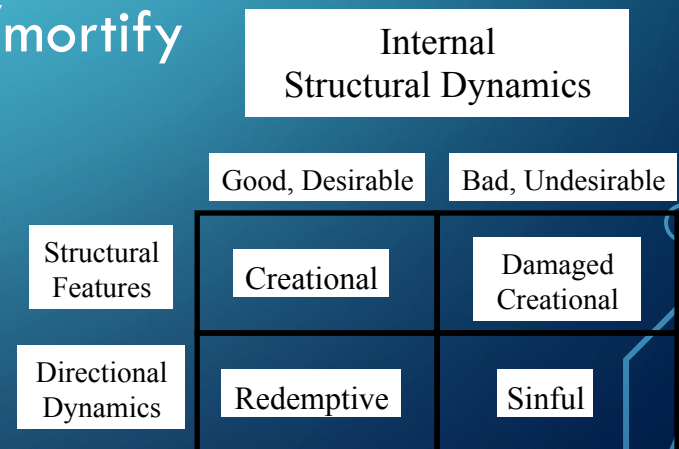 /mortify
Internal
Structural Dynamics
Good, Desirable
Bad, Undesirable
Structural
Features
Creational
Damaged
Creational
Directional
Dynamics
Redemptive
Sinful